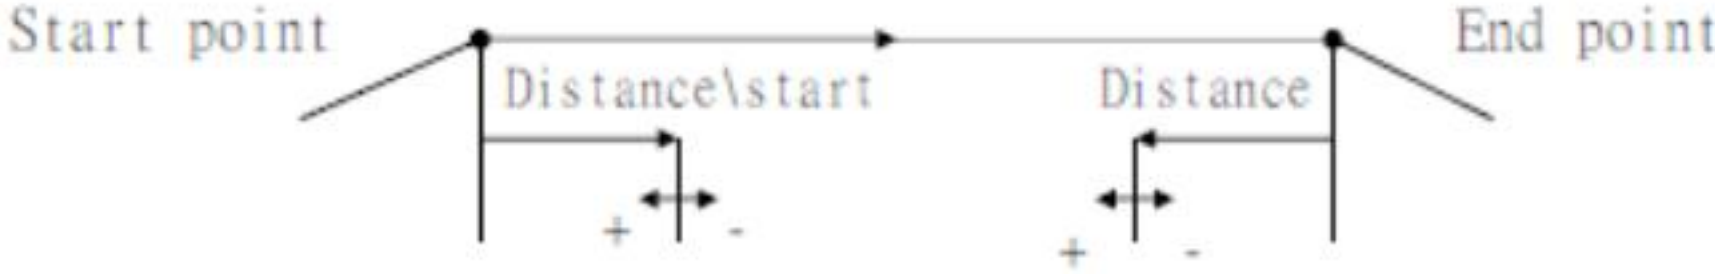 Start point End point
Distance\start Distance
+ - + -